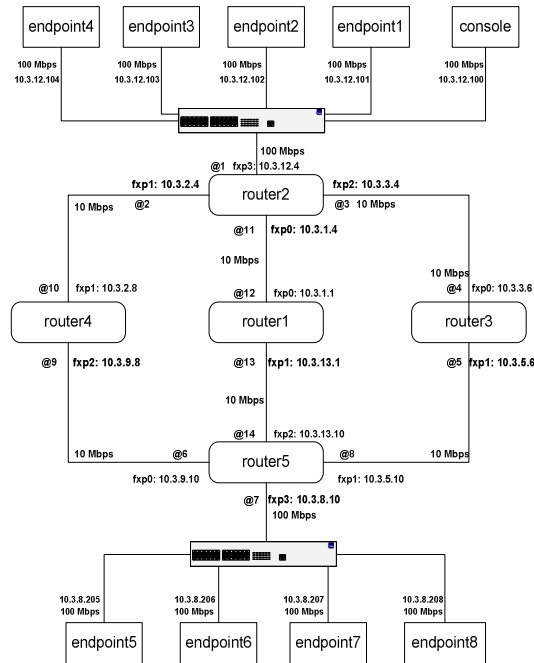 endpoint4 endpoint3 endpoint2 endpoint1 console
100 Mbps 100 Mbps 100 Mbps 100 Mbps 100 Mbps
10.3.12.104 10.3.12.103 10.3.12.102 10.3.12.101 10.3.12.100
100 Mbps
@1 fxp3: 10.3.12.4
fxp1: 10.3.2.4 router2 fxp2: 10.3.3.4
10 Mbps @2 @3 10 Mbps
@11 fxp0: 10.3.1.4
10 Mbps 10 Mbps
@10 fxp1: 10.3.2.8 @12 fxp0: 10.3.1.1 @4 fxp0: 10.3.3.6
router4 router1 router3
@9 fxp2: 10.3.9.8 @13 fxp1: 10.3.13.1 @5 fxp1: 10.3.5.6
10 Mbps
@14 fxp2: 10.3.13.10
10 Mbps @6 router5 @8 10 Mbps
fxp0: 10.3.9.10 fxp1: 10.3.5.10
@7 fxp3: 10.3.8.10
100 Mbps
10.3.8.205 10.3.8.206 10.3.8.207 10.3.8.208
100 Mbps 100 Mbps 100 Mbps 100 Mbps
endpoint5 endpoint6 endpoint7 endpoint8